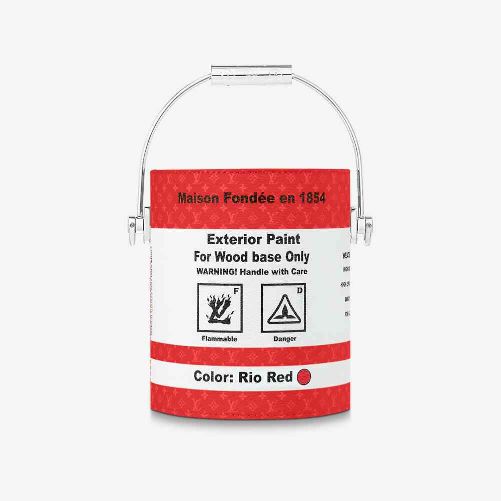 Maison Fondée en 1854
Exterior Paint
For Wood base Only
WARNING! Handle with Care
F
D
Flammable
Danger
Color: Rio Red